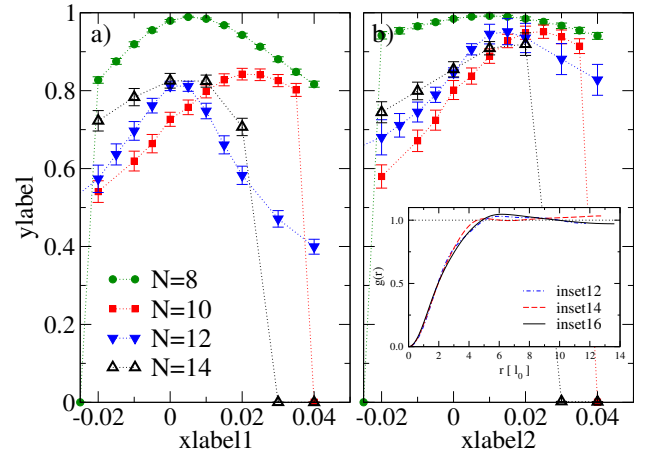 a)
b)
ylabel
1
0.8
0.6
0.4
0.2
0
N=8
N=10
N=12
N=14
-0.02 0 0.02 0.04
xlabel1
-0.02 0 0.02 0.04
xlabel2
g(r)
1.0
0.5
0.0
inset12
inset14
inset16
0 2 4 6 8 10 12 14
r [ l0 ]